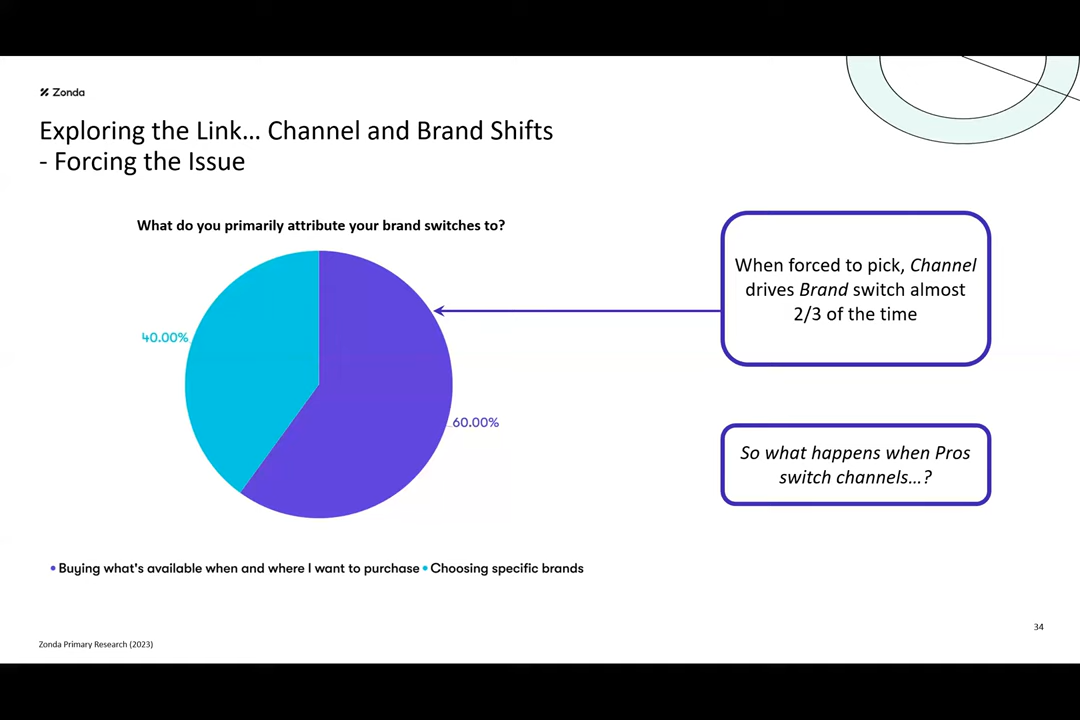 Zonda
Exploring the Link… Channel and Brand Shifts
- Forcing the Issue
What do you primarily attribute your brand switches to?
40.00%
60.00%
Buying what's available when and where I want to purchase
Choosing specific brands
When forced to pick, Channel
drives Brand switch almost
2/3 of the time
So what happens when Pros
switch channels…?
34
Zonda Primary Research (2023)